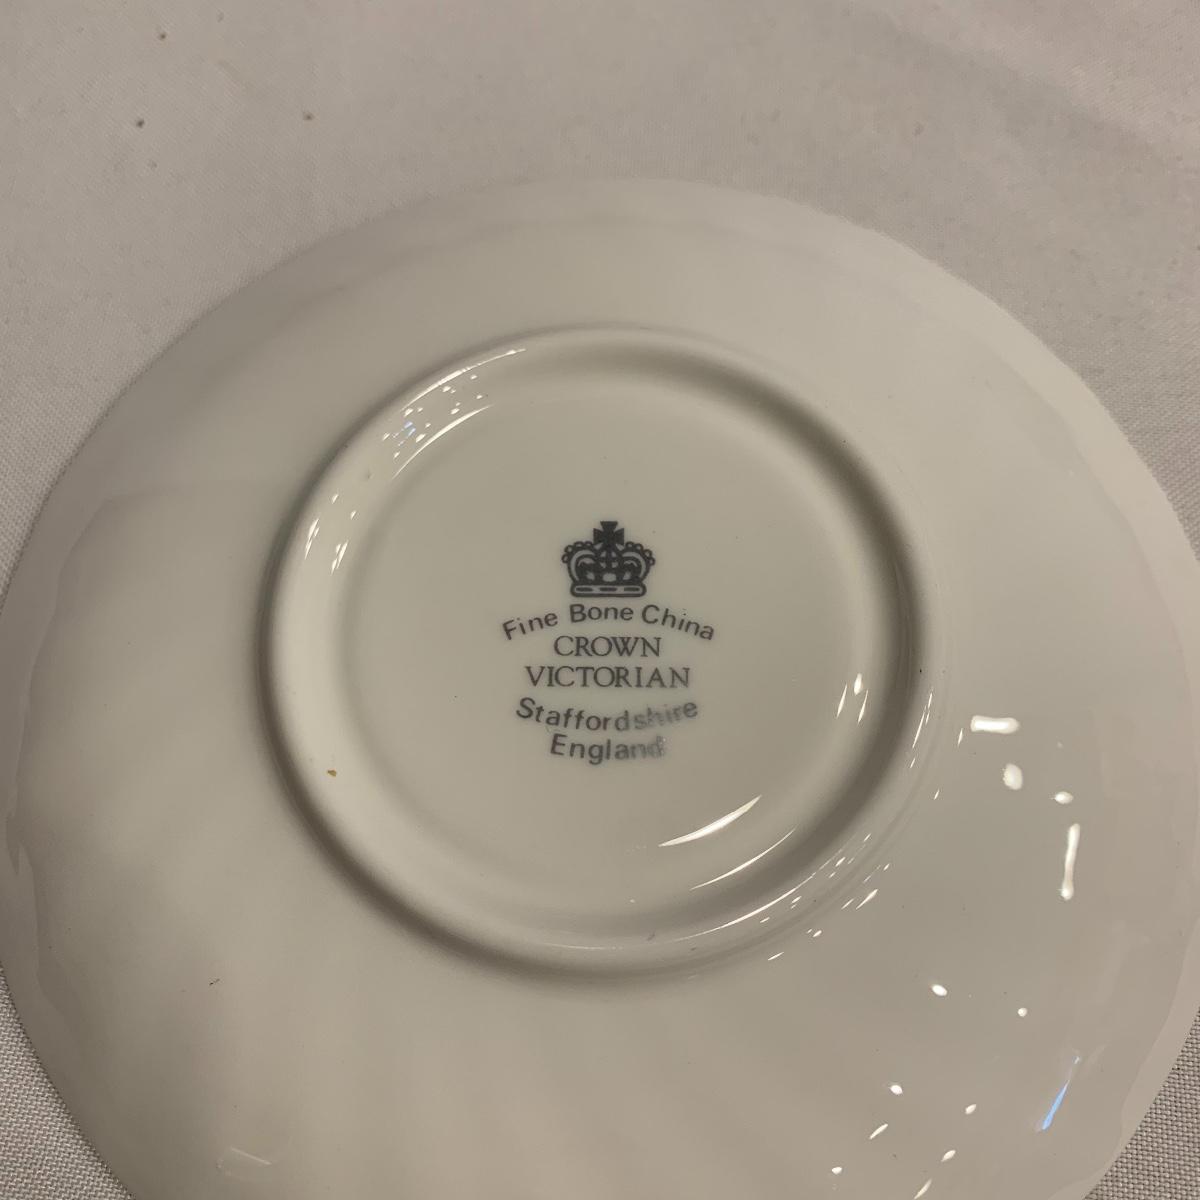 Fine Bone China
CROWN
VICTORIAN
Staffordshire
England